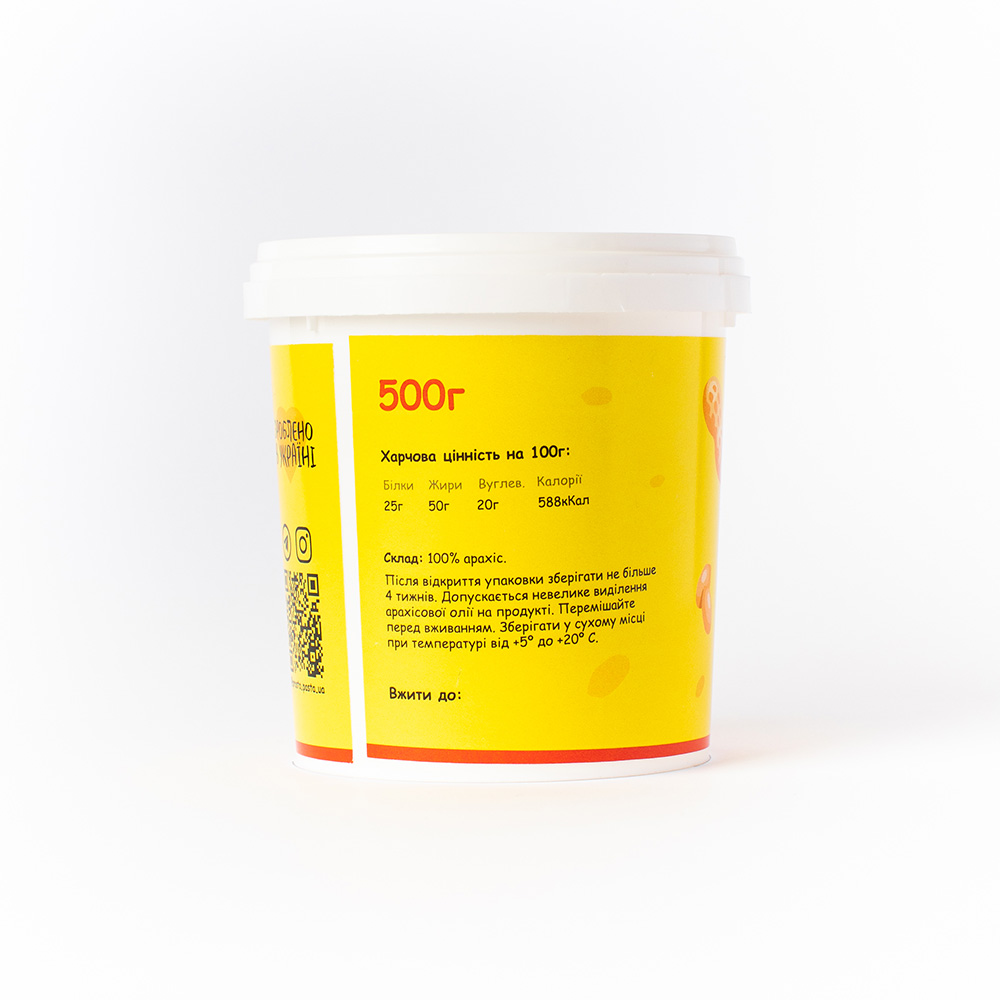 500г
Харчова цінність на 100г:
Білки Жири Вуглев. Калорії
25г 50г 20г 588кКал
Склад: 100% арахіс.
Після відкриття упаковки зберігати не більше
4 тижнів. Допускається невелике виділення
арахісової олії на продукті. Перемішайте
перед вживанням. Зберігати у сухому місці
при температурі від +5° до +20° С.
Вжити до:
УКРАЇНІ